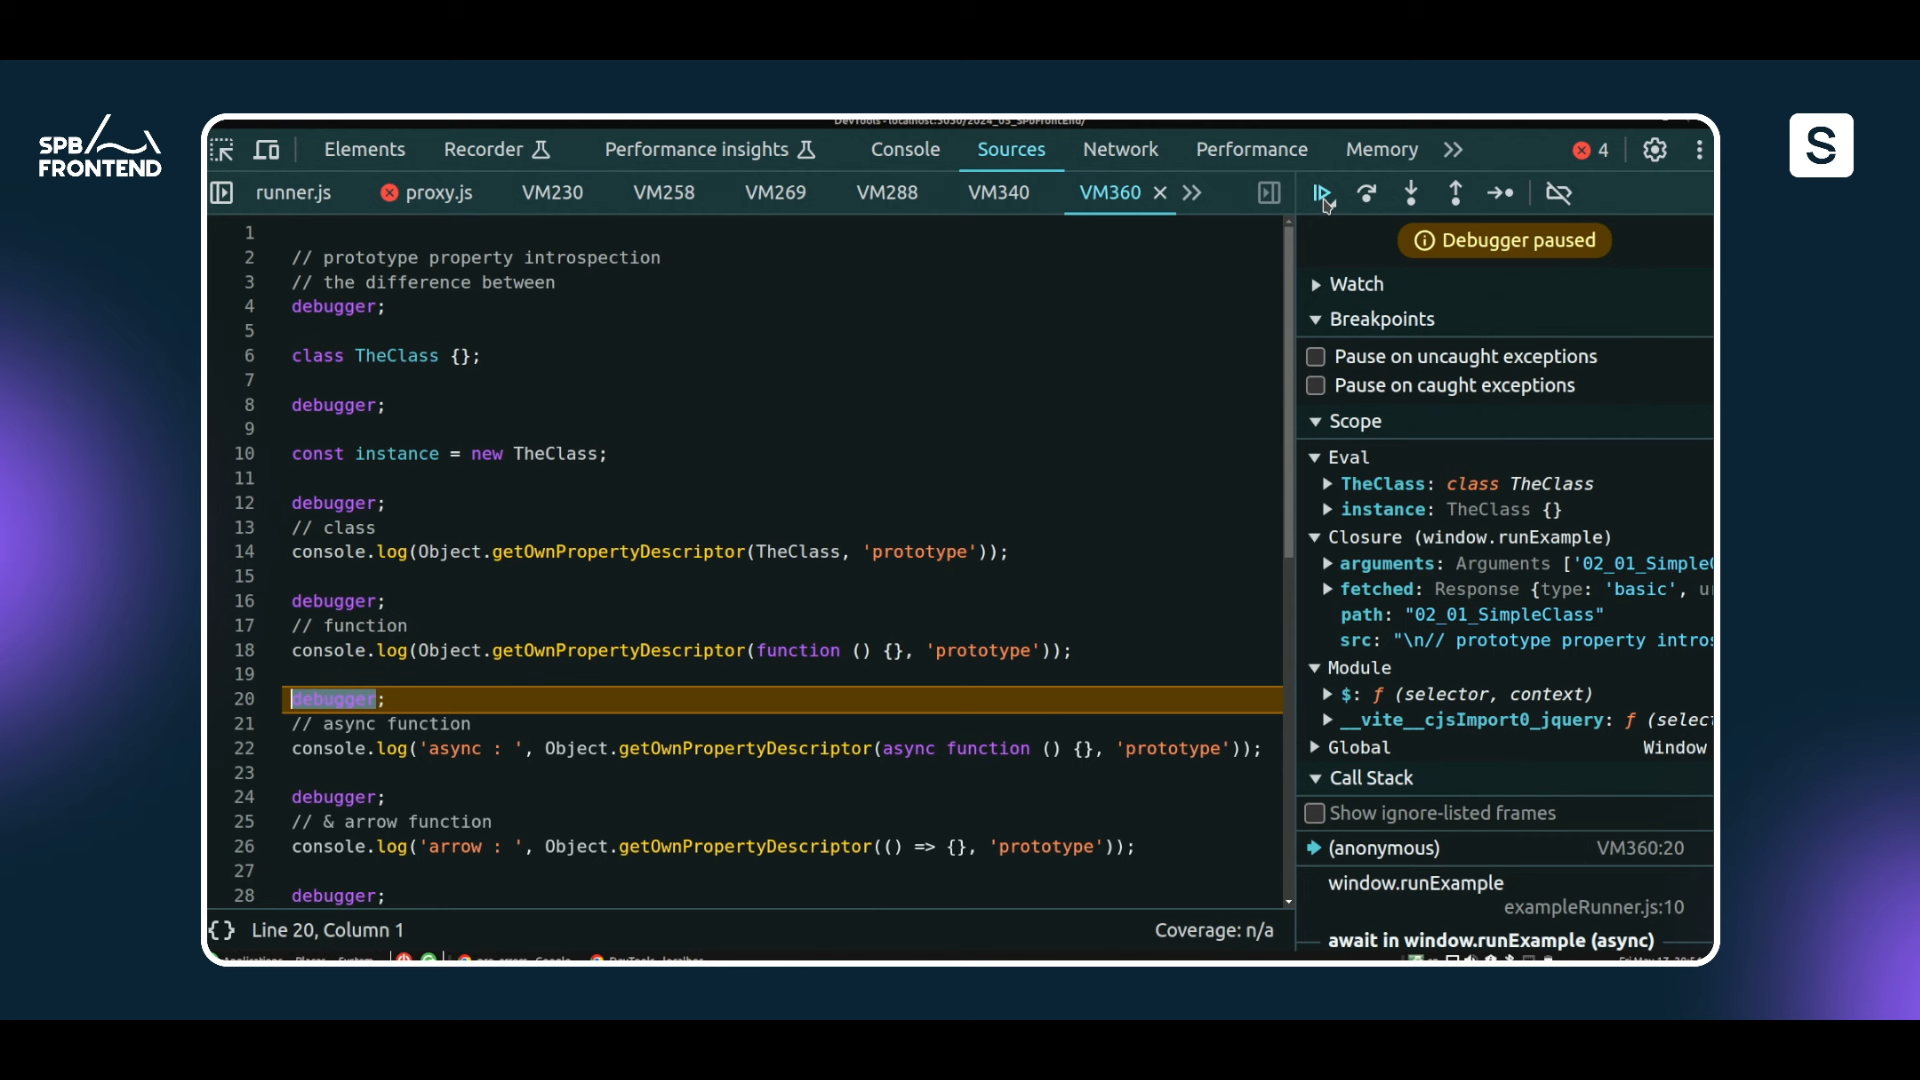 SPB
FRONTEND
S
DevTools - localhost:3030/2024_05_SPBFrontEnd/
Elements
Recorder
Performance insights
Console
Sources
Network
Performance
Memory
4
runner.js
proxy.js
VM230
VM258
VM269
VM288
VM340
VM360
1
2 // prototype property introspection
3 // the difference between
4 debugger;
5
6 class TheClass {};
7
8 debugger;
9
10 const instance = new TheClass;
11
12 debugger;
13 // class
14 console.log(Object.getOwnPropertyDescriptor(TheClass, 'prototype'));
15
16 debugger;
17 // function
18 console.log(Object.getOwnPropertyDescriptor(function () {}, 'prototype'));
19
20 debugger;
21 // async function
22 console.log('async : ', Object.getOwnPropertyDescriptor(async function () {}, 'prototype'));
23
24 debugger;
25 // & arrow function
26 console.log('arrow : ', Object.getOwnPropertyDescriptor(() => {}, 'prototype'));
27
28 debugger;
{} Line 20, Column 1
Coverage: n/a
Debugger paused
Watch
Breakpoints
Pause on uncaught exceptions
Pause on caught exceptions
Scope
Eval
TheClass: class TheClass
instance: TheClass {}
Closure (window.runExample)
arguments: Arguments ['02_01_SimpleC
fetched: Response {type: 'basic', ur
path: "02_01_SimpleClass"
src: "\n// prototype property intros
Module
$: ƒ (selector, context)
__vite__cjsImport0_jquery: ƒ (select
Global Window
Call Stack
Show ignore-listed frames
(anonymous) VM360:20
window.runExample
exampleRunner.js:10
await in window.runExample (async)